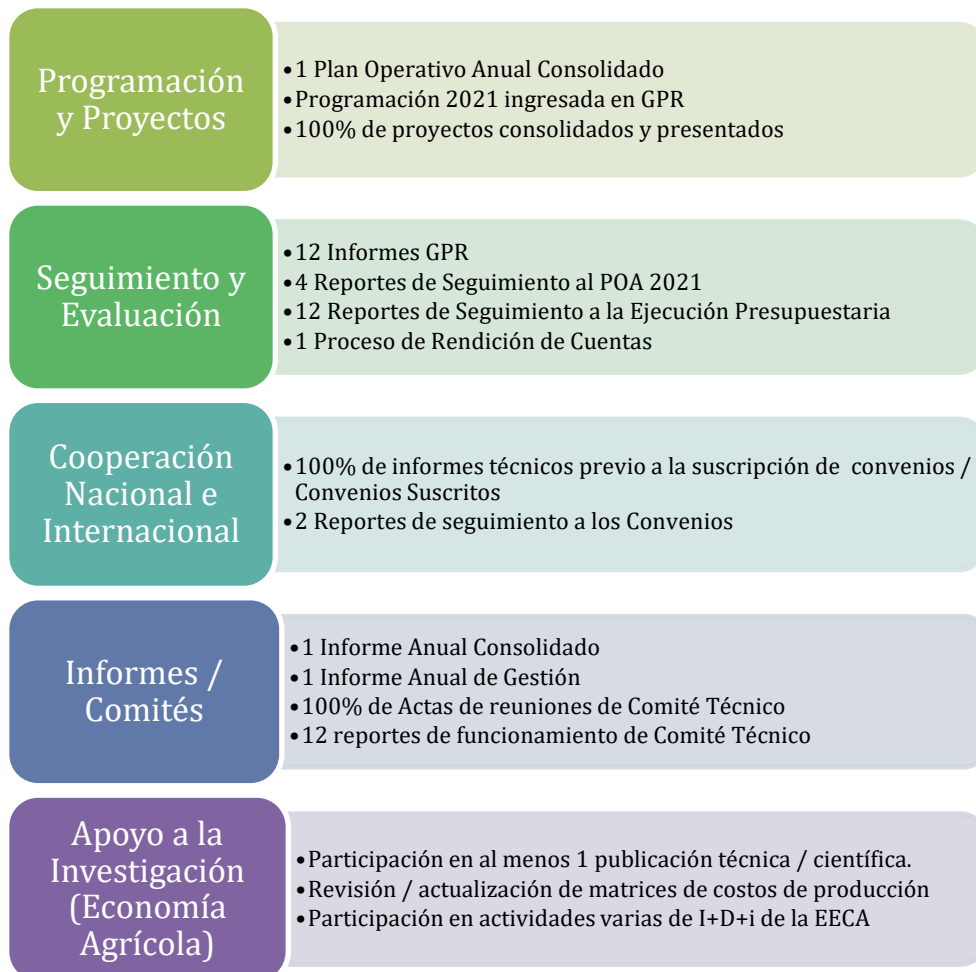 Programación
y Proyectos
•1 Plan Operativo Anual Consolidado
•Programación 2021 ingresada en GPR
•100% de proyectos consolidados y presentados
Seguimiento y
Evaluación
•12 Informes GPR
•4 Reportes de Seguimiento al POA 2021
•12 Reportes de Seguimiento a la Ejecución Presupuestaria
•1 Proceso de Rendición de Cuentas
Cooperación
Nacional e
Internacional
•100% de informes técnicos previo a la suscripción de convenios /
Convenios Suscritos
•2 Reportes de seguimiento a los Convenios
Informes /
Comités
•1 Informe Anual Consolidado
•1 Informe Anual de Gestión
•100% de Actas de reuniones de Comité Técnico
•12 reportes de funcionamiento de Comité Técnico
Apoyo a la
Investigación
(Economía
Agrícola)
•Participación en al menos 1 publicación técnica / científica.
•Revisión / actualización de matrices de costos de producción
•Participación en actividades varias de I+D+i de la EECA